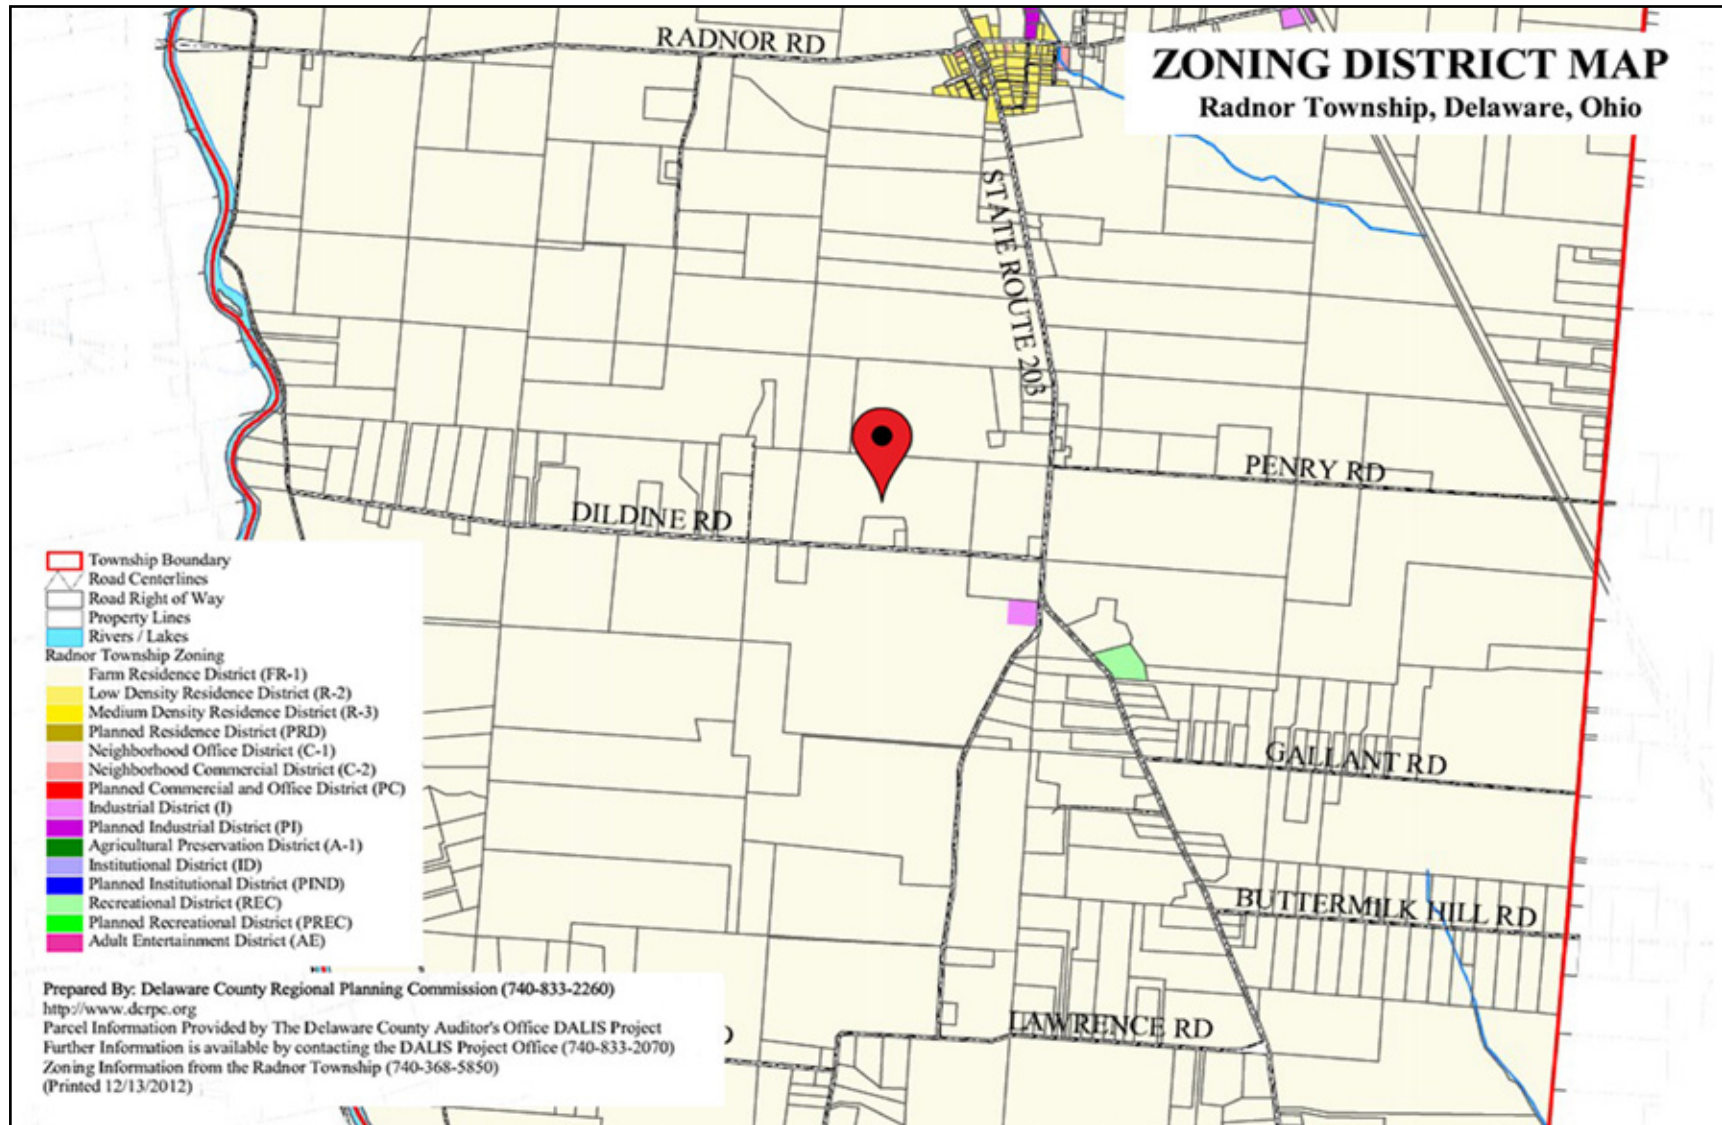 RADNOR RD
ZONING DISTRICT MAP
Radnor Township, Delaware, Ohio
STATE ROUTE 203
PENRY RD
DILDINE RD
GALLANT RD
BUTTERMILK HILL RD
LAWRENCE RD
D
Township Boundary
Road Centerlines
Road Right of Way
Property Lines
Rivers / Lakes
Radnor Township Zoning
Farm Residence District (FR-1)
Low Density Residence District (R-2)
Medium Density Residence District (R-3)
Planned Residence District (PRD)
Neighborhood Office District (C-1)
Neighborhood Commercial District (C-2)
Planned Commercial and Office District (PC)
Industrial District (I)
Planned Industrial District (PI)
Agricultural Preservation District (A-1)
Institutional District (ID)
Planned Institutional District (PIND)
Recreational District (REC)
Planned Recreational District (PREC)
Adult Entertainment District (AE)
Prepared By: Delaware County Regional Planning Commission (740-833-2260)
http://www.dcrpc.org
Parcel Information Provided by The Delaware County Auditor's Office DALIS Project
Further Information is available by contacting the DALIS Project Office (740-833-2070)
Zoning Information from the Radnor Township (740-368-5850)
(Printed 12/13/2012)